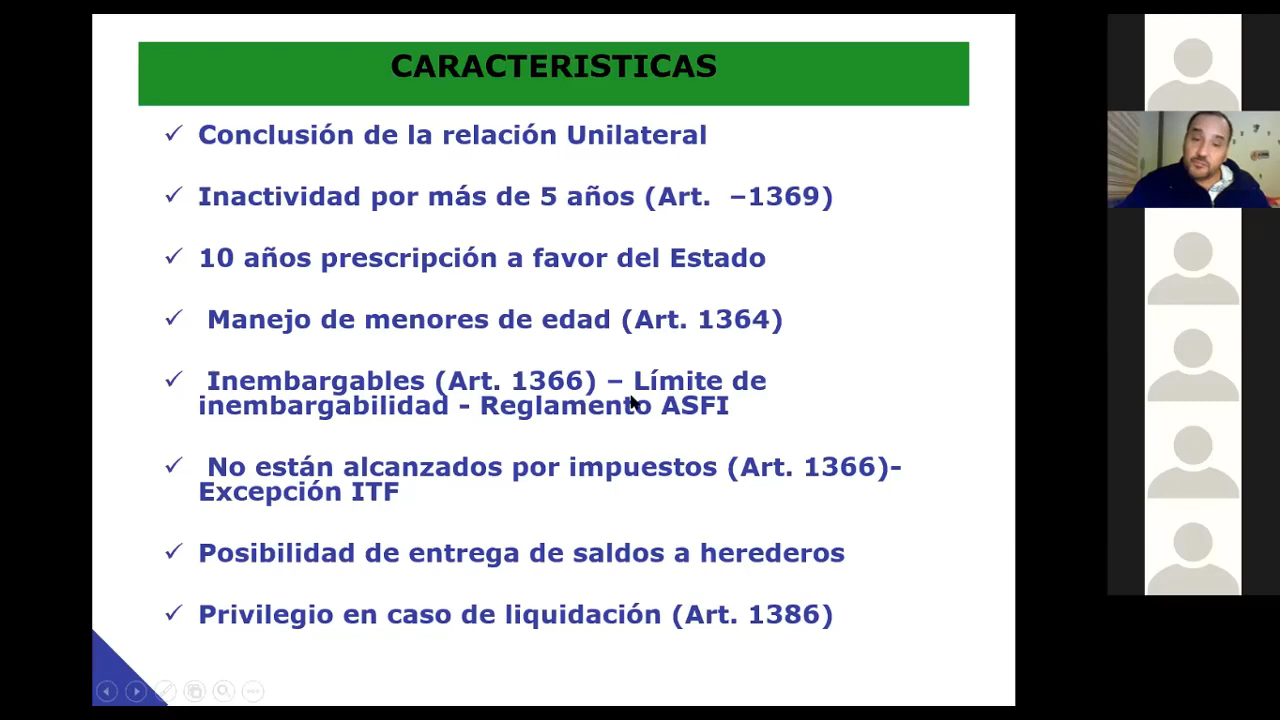 CARACTERISTICAS
✓ Conclusión de la relación Unilateral
✓ Inactividad por más de 5 años (Art. –1369)
✓ 10 años prescripción a favor del Estado
✓ Manejo de menores de edad (Art. 1364)
✓ Inembargables (Art. 1366) – Límite de
inembargabilidad - Reglamento ASFI
✓ No están alcanzados por impuestos (Art. 1366)-
Excepción ITF
✓ Posibilidad de entrega de saldos a herederos
✓ Privilegio en caso de liquidación (Art. 1386)